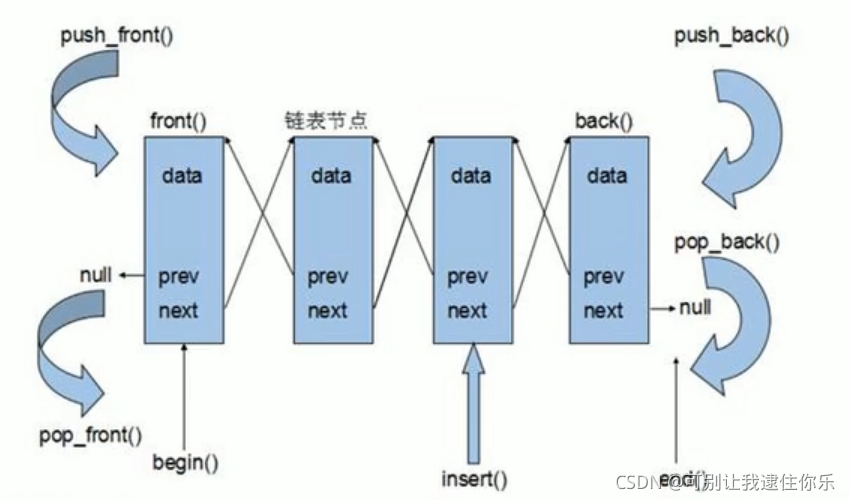 push_front()
push_back()
front()
链表节点
back()
data
data
data
data
pop_back()
null
prev
prev
prev
prev
next
next
next
next
null
pop_front()
begin()
insert()
end()
CSDN @可别让我逮住你乐